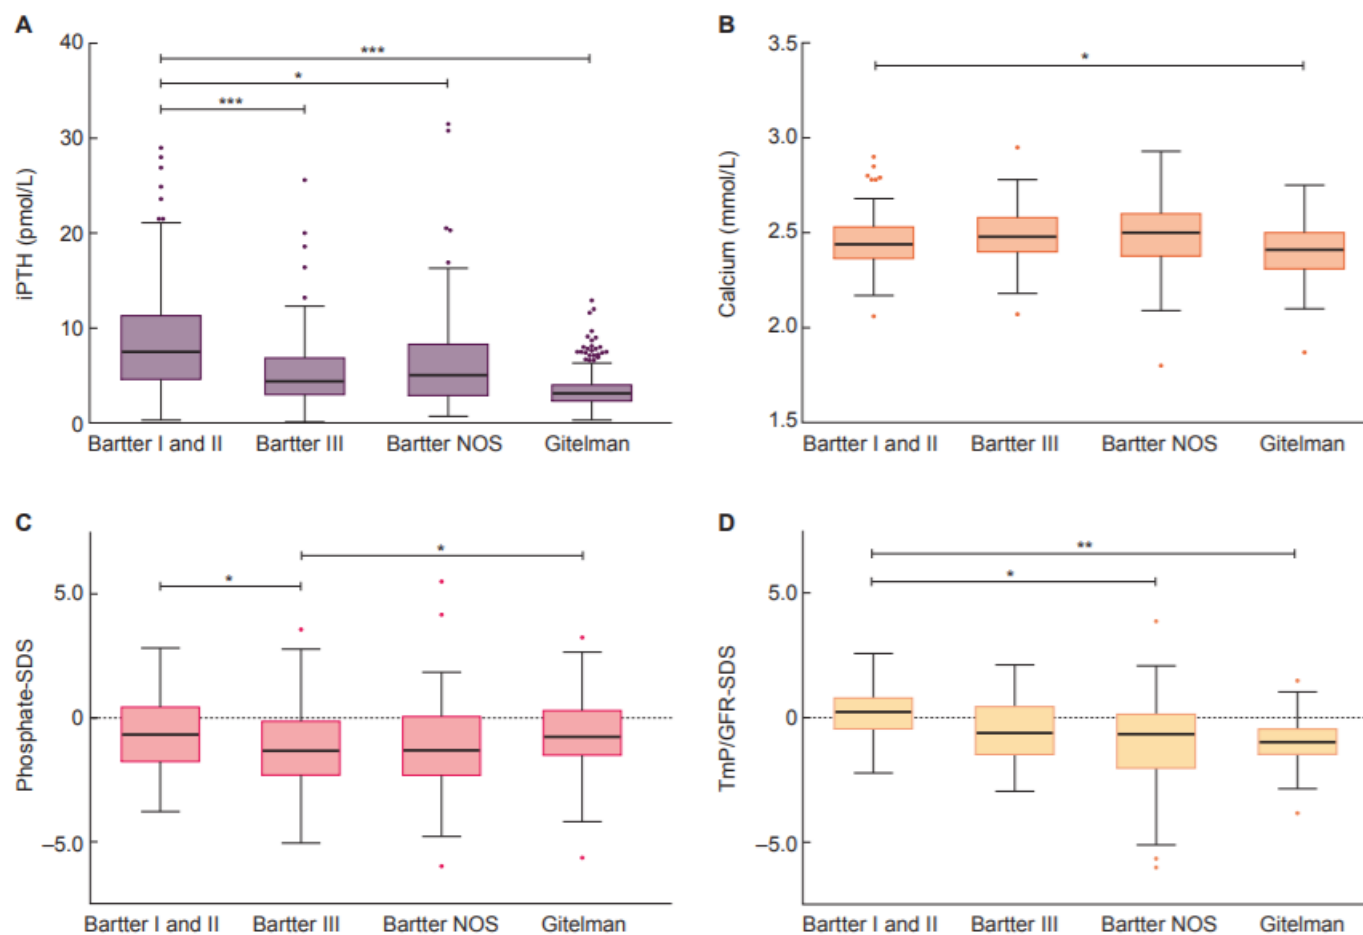 A
iPTH (pmol/L)
40
30
20
10
0
***
*
***
Bartter I and II
Bartter III
Bartter NOS
Gitelman
B
Calcium (mmol/L)
3.5
3.0
2.5
2.0
1.5
*
Bartter I and II
Bartter III
Bartter NOS
Gitelman
C
Phosphate-SDS
5.0
0
–5.0
*
*
Bartter I and II
Bartter III
Bartter NOS
Gitelman
D
TmP/GFR-SDS
5.0
0
–5.0
**
*
Bartter I and II
Bartter III
Bartter NOS
Gitelman